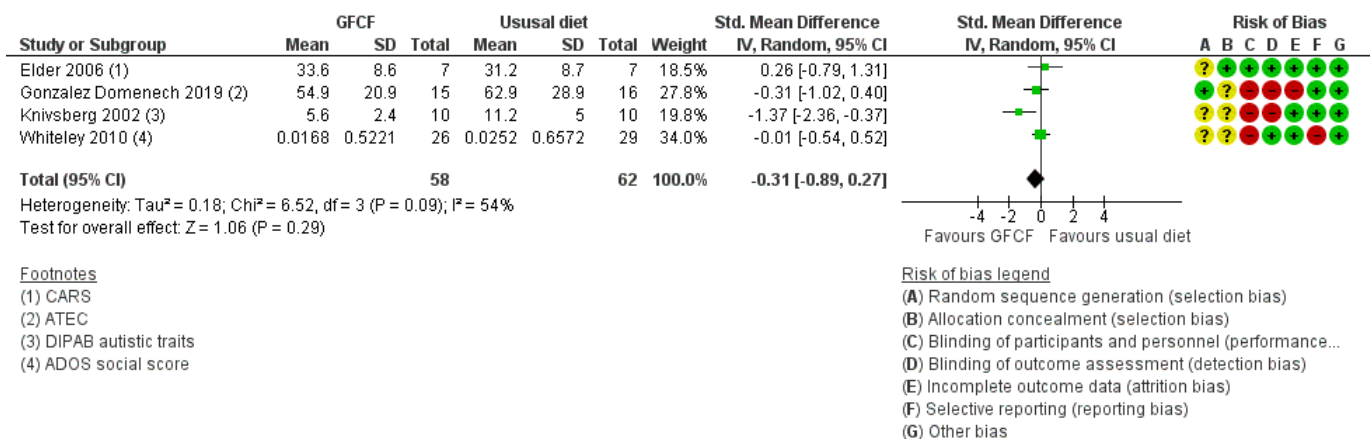 GFCF Ususal diet Std. Mean Difference Std. Mean Difference Risk of Bias
Study or Subgroup Mean SD Total Mean SD Total Weight IV, Random, 95% CI IV, Random, 95% CI A B C D E F G
Elder 2006 (1) 33.6 8.6 7 31.2 8.7 7 18.5% 0.26 [-0.79, 1.31] ? + + + + + +
Gonzalez Domenech 2019 (2) 54.9 20.9 15 62.9 28.9 16 27.8% -0.31 [-1.02, 0.40] + ? - - - + +
Knivsberg 2002 (3) 5.6 2.4 10 11.2 5 10 19.8% -1.37 [-2.36, -0.37] ? ? - - + + +
Whiteley 2010 (4) 0.0168 0.5221 26 0.0252 0.6572 29 34.0% -0.01 [-0.54, 0.52] ? ? - + + - +
Total (95% CI) 58 62 100.0% -0.31 [-0.89, 0.27]
Heterogeneity: Tau² = 0.18; Chi² = 6.52, df = 3 (P = 0.09); I² = 54%
Test for overall effect: Z = 1.06 (P = 0.29)
-4 -2 0 2 4
Favours GFCF Favours usual diet
Footnotes
(1) CARS
(2) ATEC
(3) DIPAB autistic traits
(4) ADOS social score
Risk of bias legend
(A) Random sequence generation (selection bias)
(B) Allocation concealment (selection bias)
(C) Blinding of participants and personnel (performance...
(D) Blinding of outcome assessment (detection bias)
(E) Incomplete outcome data (attrition bias)
(F) Selective reporting (reporting bias)
(G) Other bias